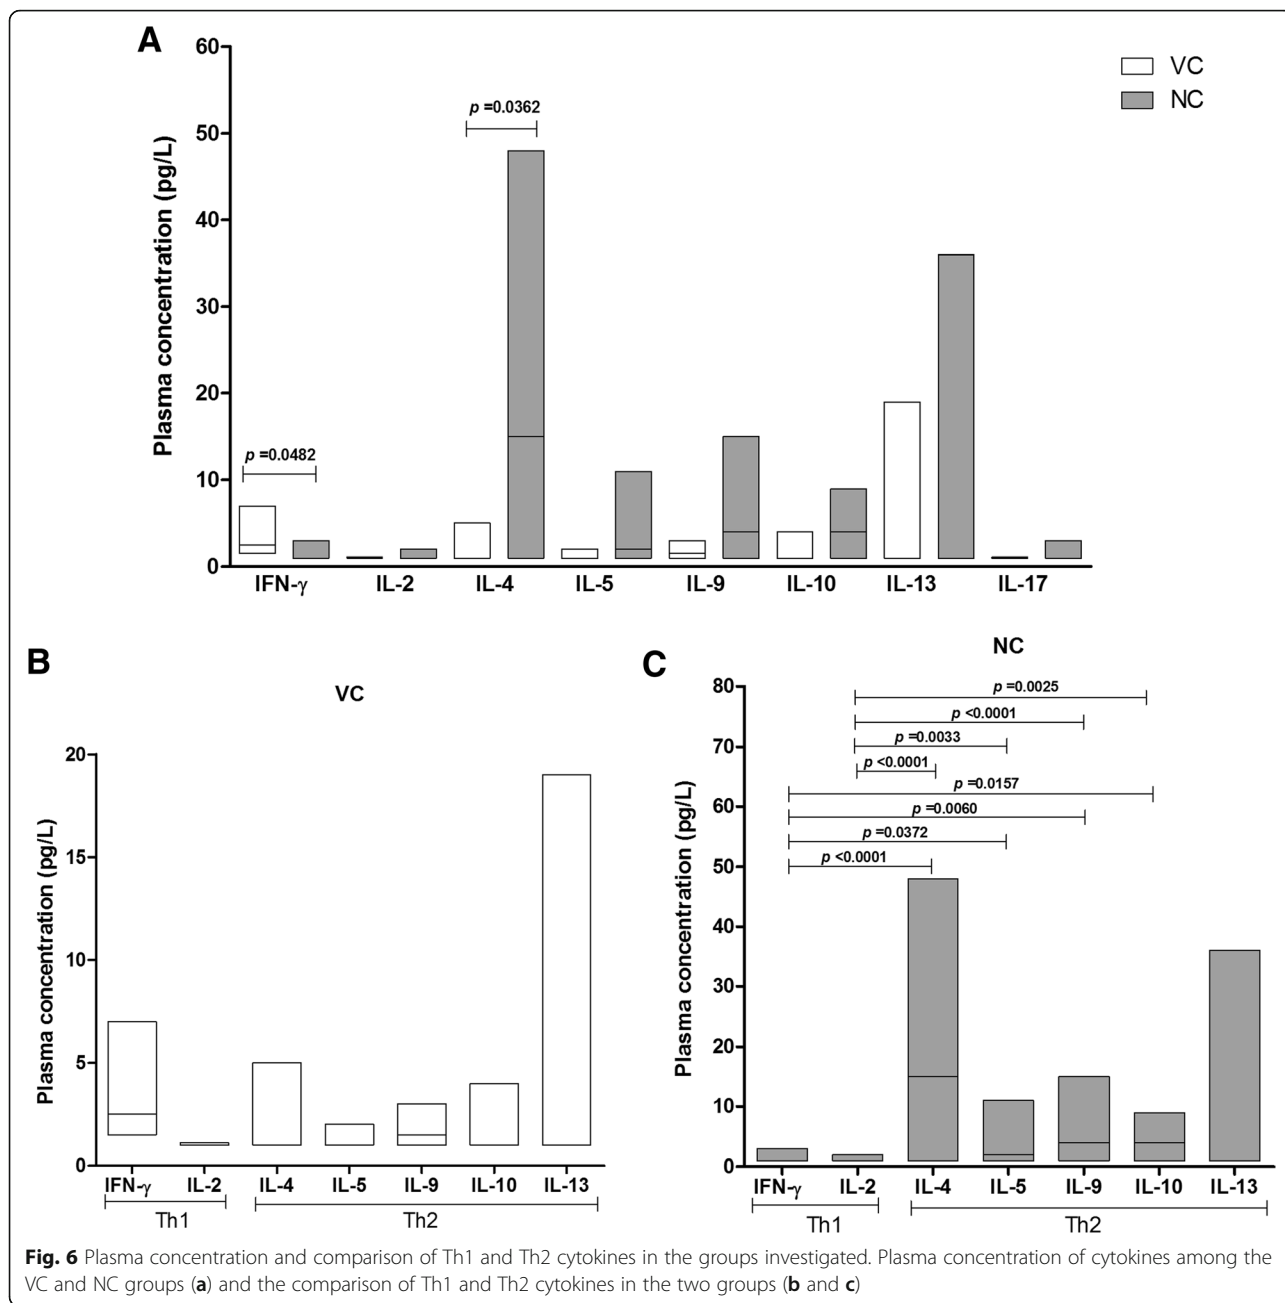 A
60
50
40
30
20
10
0
Plasma concentration (pg/L)
VC
NC
p =0.0362
p =0.0482
IFN-γ IL-2 IL-4 IL-5 IL-9 IL-10 IL-13 IL-17
B
VC
20
15
10
5
0
Plasma concentration (pg/L)
IFN-γ IL-2 IL-4 IL-5 IL-9 IL-10 IL-13
Th1 Th2
C
NC
80
70
60
50
40
30
20
10
0
Plasma concentration (pg/L)
p =0.0025
p <0.0001
p =0.0033
p <0.0001
p =0.0157
p =0.0060
p =0.0372
p <0.0001
IFN-γ IL-2 IL-4 IL-5 IL-9 IL-10 IL-13
Th1 Th2
Fig. 6 Plasma concentration and comparison of Th1 and Th2 cytokines in the groups investigated. Plasma concentration of cytokines among the
VC and NC groups (a) and the comparison of Th1 and Th2 cytokines in the two groups (b and c)